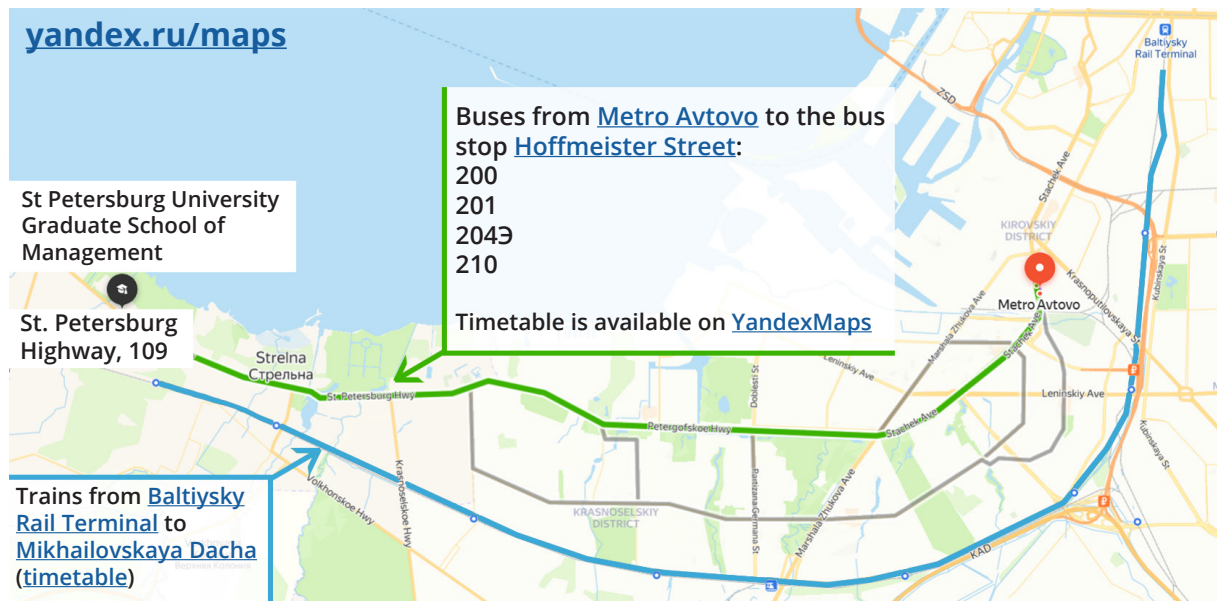 yandex.ru/maps
Baltiysky
Rail Terminal
ZSD
Buses from Metro Avtovo to the bus
stop Hoffmeister Street:
200
201
204Э
210
Timetable is available on YandexMaps
Stachek Ave
St Petersburg University
Graduate School of
Management
KIROVSKIY
DISTRICT
Krasnoputilovskaya St
Kubinskaya St
Metro Avtovo
St. Petersburg
Highway, 109
Marshala Zhukova Ave
Stachek Ave
Strelna
Стрельна
Leninskiy Ave
Doblesti St
Leninskiy Ave
St. Petersburg Hwy
Petergofskoe Hwy
Stachek Ave
Kubinskaya St
Krasnoselskoe Hwy
Volkhonskoe Hwy
Partizana Germana St
Marshala Zhukova Ave
Trains from Baltiysky
Rail Terminal to
Mikhailovskaya Dacha
(timetable)
KRASNOSELSKIY
DISTRICT
KAD